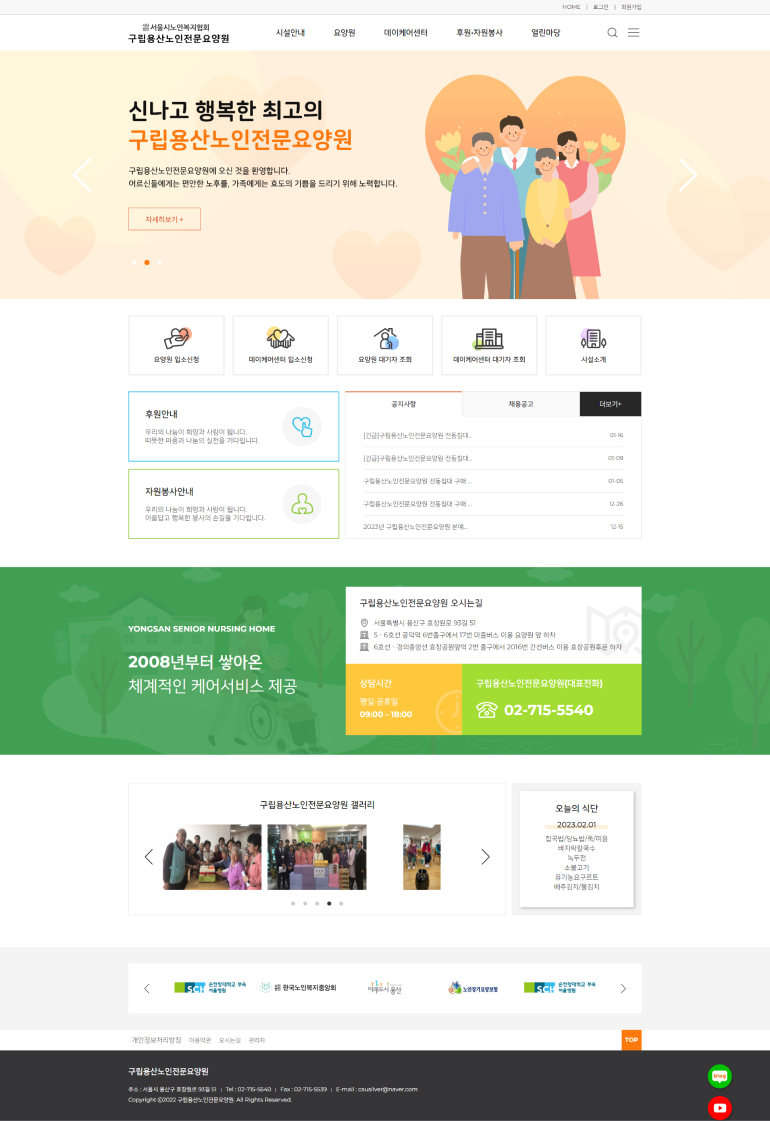 HOME | 로그인 | 회원가입
서울시노인복지협회
구립용산노인전문요양원
시설안내 요양원 데이케어센터 후원•자원봉사 열린마당
신나고 행복한 최고의
구립용산노인전문요양원
구립용산노인전문요양원에 오신 것을 환영합니다.
어르신들에게는 편안한 노후를, 가족에게는 효도의 기쁨을 드리기 위해 노력합니다.
자세히보기 +
요양원 입소신청
데이케어센터 입소신청
요양원 대기자 조회
데이케어센터 대기자 조회
시설소개
후원안내
우리의 나눔이 희망과 사랑이 됩니다.
따뜻한 마음과 나눔의 실천을 기다립니다.
자원봉사안내
우리의 나눔이 희망과 사랑이 됩니다.
아름답고 행복한 봉사의 손길을 기다립니다.
공지사항 채용공고 더보기+
[긴급]구립용산노인전문요양원 전동침대... 01-16
[긴급]구립용산노인전문요양원 전동침대... 01-09
구립용산노인전문요양원 전동침대 구매 ... 01-05
구립용산노인전문요양원 전동침대 구매 ... 12-26
2023년 구립용산노인전문요양원 본예... 12-15
YONGSAN SENIOR NURSING HOME
2008년부터 쌓아온
체계적인 케어서비스 제공
구립용산노인전문요양원 오시는길
서울특별시 용산구 효창원로 93길 51
5 · 6호선 공덕역 6번출구에서 17번 마을버스 이용 요양원 앞 하차
6호선 · 경의중앙선 효창공원앞역 2번 출구에서 2016번 간선버스 이용 효창공원후문 하차
상담시간
평일·공휴일
09:00 - 18:00
구립용산노인전문요양원(대표전화)
02-715-5540
구립용산노인전문요양원 갤러리
오늘의 식단
2023.02.01
잡곡밥/당뇨밥/죽/미음
바지락칼국수
녹두전
소불고기
유기농요구르트
배추김치/물김치
SCH 순천향대학교 부속 서울병원
한국노인복지중앙회
미래도시 용산
노인장기요양보험
SCH 순천향대학교 부속 서울병원
개인정보처리방침 이용약관 오시는길 관리자
TOP
구립용산노인전문요양원
주소 : 서울시 용산구 효창원로 93길 51 | Tel : 02-715-5540 | Fax : 02-715-5539 | E-mail : causilver@naver.com
Copyright ⓒ2022 구립용산노인전문요양원. All Rights Reserved.
blog